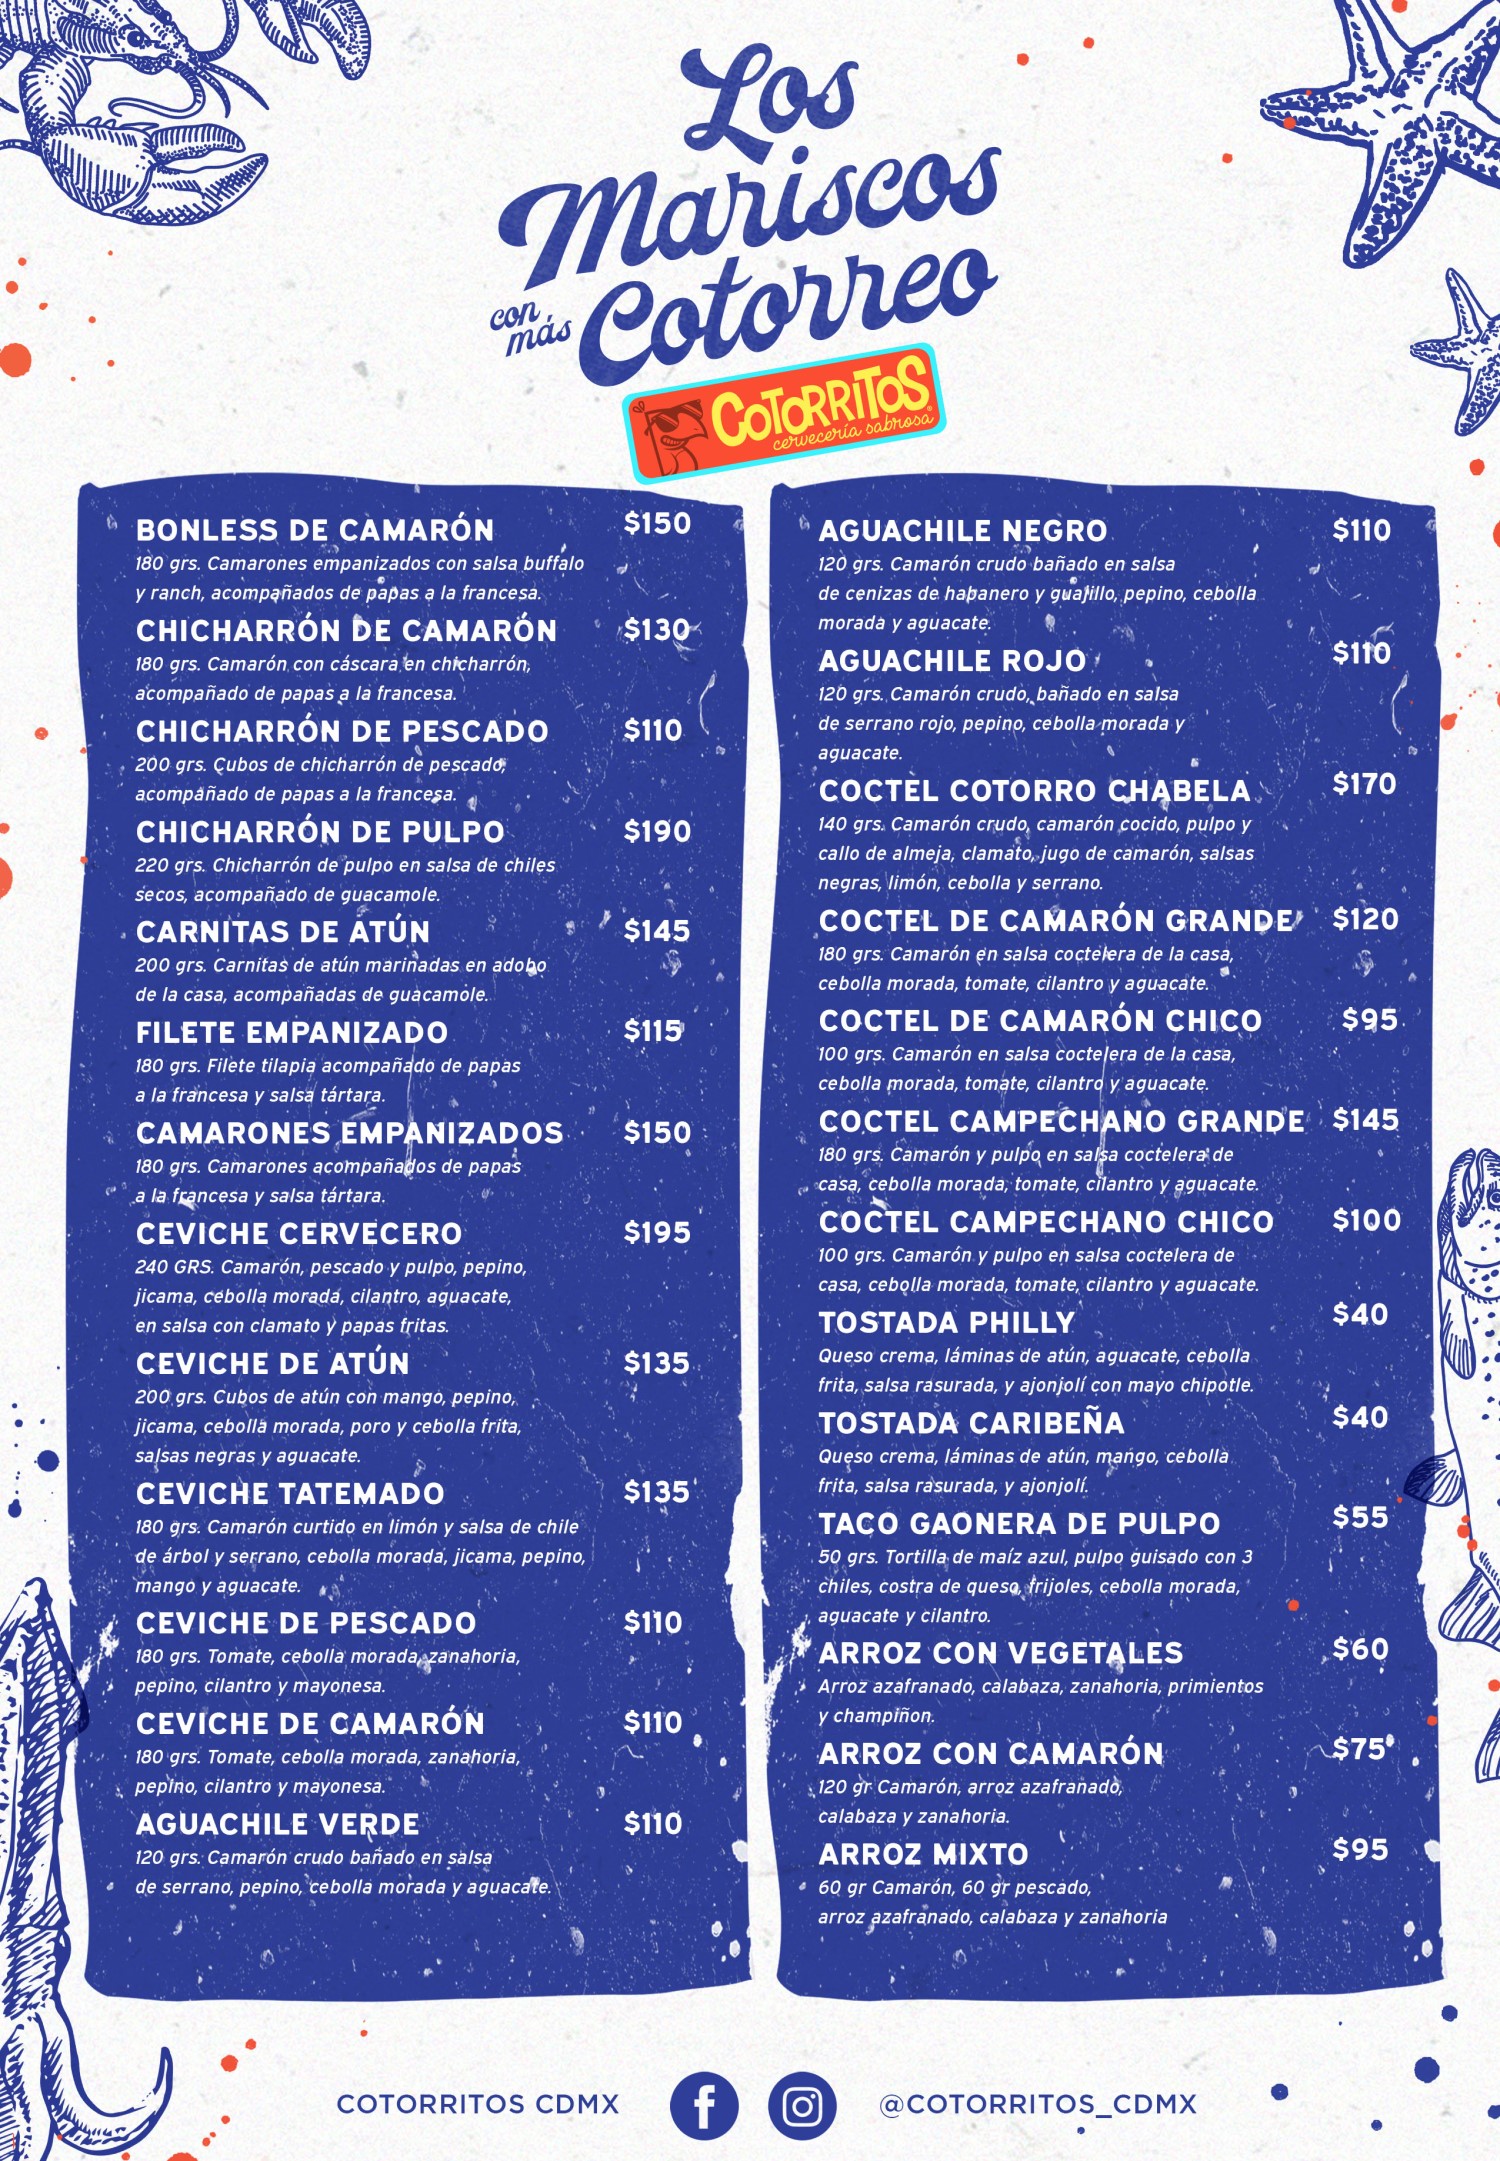 Los
Mariscos
con más
Cotorreo
COTORRITOS
cervecería sabrosa
BONLESS DE CAMARÓN $150
180 grs. Camarones empanizados con salsa buffalo
y ranch, acompañados de papas a la francesa.
CHICHARRÓN DE CAMARÓN $130
180 grs. Camarón con cáscara en chicharrón,
acompañado de papas a la francesa.
CHICHARRÓN DE PESCADO $110
200 grs. Cubos de chicharrón de pescado,
acompañado de papas a la francesa.
CHICHARRÓN DE PULPO $190
220 grs. Chicharrón de pulpo en salsa de chiles
secos, acompañado de guacamole.
CARNITAS DE ATÚN $145
200 grs. Carnitas de atún marinadas en adobo
de la casa, acompañadas de guacamole.
FILETE EMPANIZADO $115
180 grs. Filete tilapia acompañado de papas
a la francesa y salsa tártara.
CAMARONES EMPANIZADOS $150
180 grs. Camarones acompañados de papas
a la francesa y salsa tártara.
CEVICHE CERVECERO $195
240 GRS. Camarón, pescado y pulpo, pepino,
jicama, cebolla morada, cilantro, aguacate,
en salsa con clamato y papas fritas.
CEVICHE DE ATÚN $135
200 grs. Cubos de atún con mango, pepino,
jicama, cebolla morada, poro y cebolla frita,
salsas negras y aguacate.
CEVICHE TATEMADO $135
180 grs. Camarón curtido en limón y salsa de chile
de árbol y serrano, cebolla morada, jicama, pepino,
mango y aguacate.
CEVICHE DE PESCADO $110
180 grs. Tomate, cebolla morada, zanahoria,
pepino, cilantro y mayonesa.
CEVICHE DE CAMARÓN $110
180 grs. Tomate, cebolla morada, zanahoria,
pepino, cilantro y mayonesa.
AGUACHILE VERDE $110
120 grs. Camarón crudo bañado en salsa
de serrano, pepino, cebolla morada y aguacate.
AGUACHILE NEGRO $110
120 grs. Camarón crudo bañado en salsa
de cenizas de habanero y guajillo, pepino, cebolla
morada y aguacate.
AGUACHILE ROJO $110
120 grs. Camarón crudo, bañado en salsa
de serrano rojo, pepino, cebolla morada y
aguacate.
COCTEL COTORRO CHABELA $170
140 grs. Camarón crudo, camarón cocido, pulpo y
callo de almeja, clamato, jugo de camarón, salsas
negras, limón, cebolla y serrano.
COCTEL DE CAMARÓN GRANDE $120
180 grs. Camarón en salsa coctelera de la casa,
cebolla morada, tomate, cilantro y aguacate.
COCTEL DE CAMARÓN CHICO $95
100 grs. Camarón en salsa coctelera de la casa,
cebolla morada, tomate, cilantro y aguacate.
COCTEL CAMPECHANO GRANDE $145
180 grs. Camarón y pulpo en salsa coctelera de
casa, cebolla morada, tomate, cilantro y aguacate.
COCTEL CAMPECHANO CHICO $100
100 grs. Camarón y pulpo en salsa coctelera de
casa, cebolla morada, tomate, cilantro y aguacate.
TOSTADA PHILLY $40
Queso crema, láminas de atún, aguacate, cebolla
frita, salsa rasurada, y ajonjolí con mayo chipotle.
TOSTADA CARIBEÑA $40
Queso crema, láminas de atún, mango, cebolla
frita, salsa rasurada, y ajonjolí.
TACO GAONERA DE PULPO $55
50 grs. Tortilla de maíz azul, pulpo guisado con 3
chiles, costra de queso, frijoles, cebolla morada,
aguacate y cilantro.
ARROZ CON VEGETALES $60
Arroz azafranado, calabaza, zanahoria, primientos
y champiñon.
ARROZ CON CAMARÓN $75
120 gr Camarón, arroz azafranado,
calabaza y zanahoria.
ARROZ MIXTO $95
60 gr Camarón, 60 gr pescado,
arroz azafranado, calabaza y zanahoria
COTORRITOS CDMX @COTORRITOS_CDMX